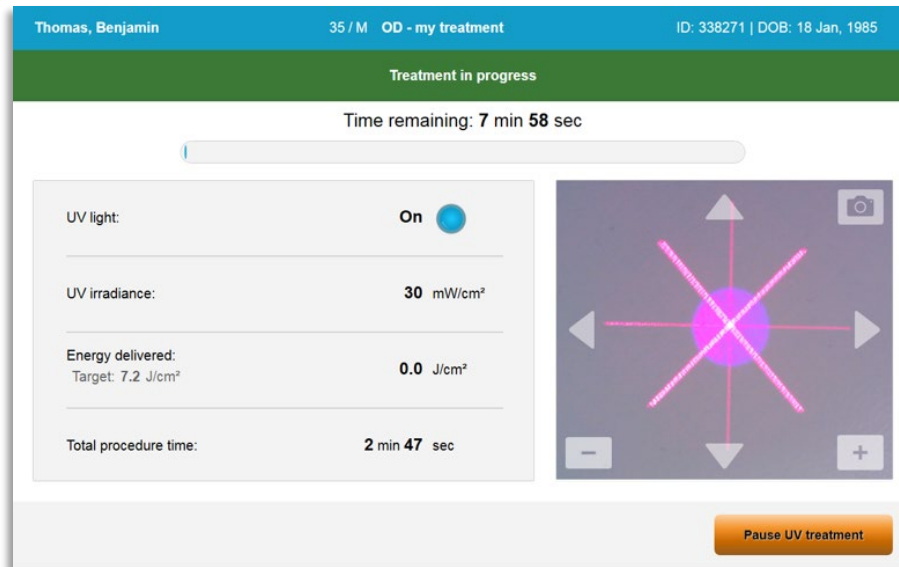 Thomas, Benjamin 35 / M OD - my treatment ID: 338271 | DOB: 18 Jan, 1985
Treatment in progress
Time remaining: 7 min 58 sec
UV light: On
UV irradiance: 30 mW/cm²
Energy delivered:
Target: 7.2 J/cm² 0.0 J/cm²
Total procedure time: 2 min 47 sec
− +
Pause UV treatment